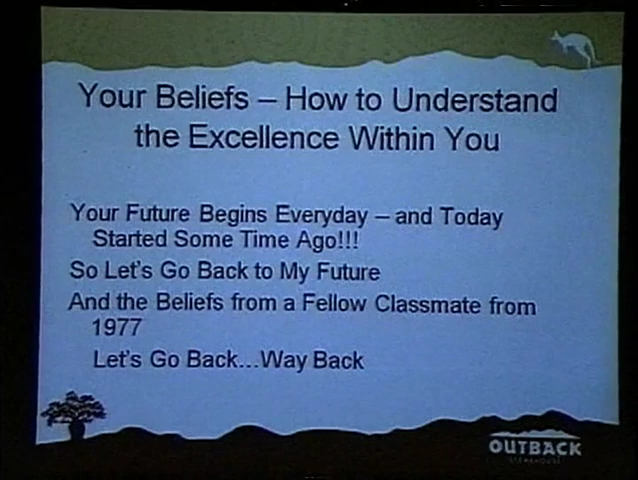 Your Beliefs – How to Understand
the Excellence Within You
Your Future Begins Everyday – and Today
Started Some Time Ago!!!
So Let's Go Back to My Future
And the Beliefs from a Fellow Classmate from
1977
Let's Go Back...Way Back
OUTBACK
STEAKHOUSE